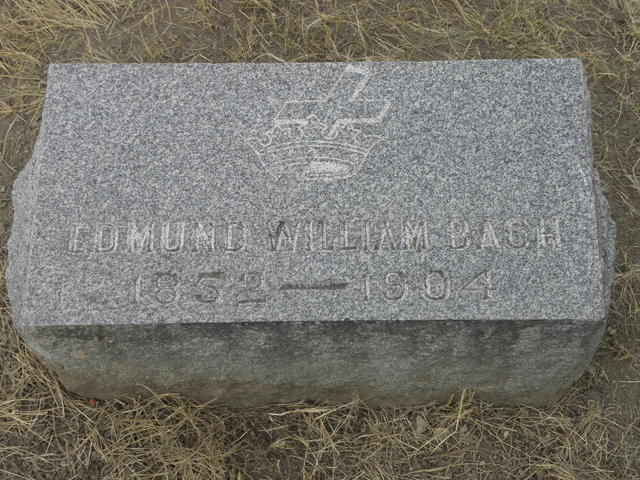 EDMUND WILLIAM BACH
1852 — 1904